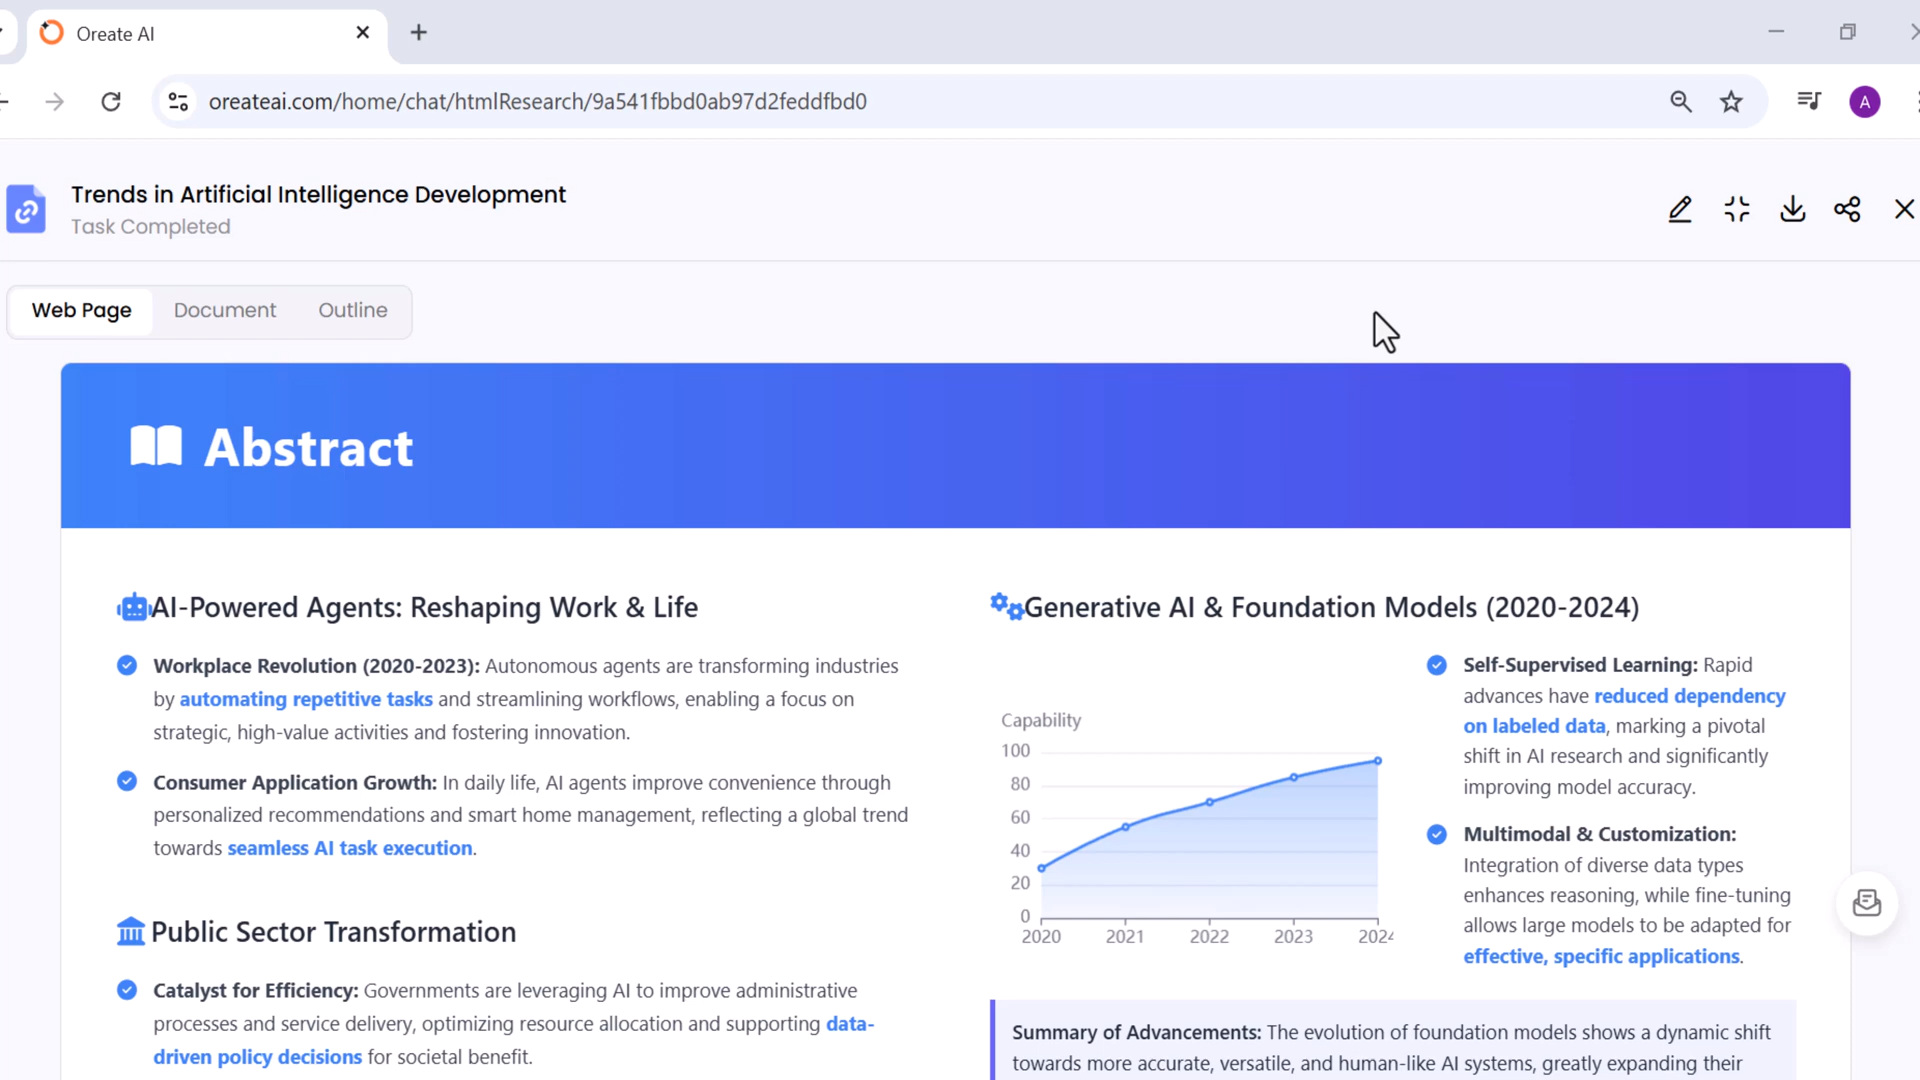 Oreate AI
oreateai.com/home/chat/htmlResearch/9a541fbbd0ab97d2feddfbd0
A
Trends in Artificial Intelligence Development
Task Completed
Web Page
Document
Outline
Abstract
AI-Powered Agents: Reshaping Work & Life
Workplace Revolution (2020-2023): Autonomous agents are transforming industries
by automating repetitive tasks and streamlining workflows, enabling a focus on
strategic, high-value activities and fostering innovation.
Consumer Application Growth: In daily life, AI agents improve convenience through
personalized recommendations and smart home management, reflecting a global trend
towards seamless AI task execution.
Public Sector Transformation
Catalyst for Efficiency: Governments are leveraging AI to improve administrative
processes and service delivery, optimizing resource allocation and supporting data-
driven policy decisions for societal benefit.
Generative AI & Foundation Models (2020-2024)
Capability
100
80
60
40
20
0
2020 2021 2022 2023 2024
Self-Supervised Learning: Rapid
advances have reduced dependency
on labeled data, marking a pivotal
shift in AI research and significantly
improving model accuracy.
Multimodal & Customization:
Integration of diverse data types
enhances reasoning, while fine-tuning
allows large models to be adapted for
effective, specific applications.
Summary of Advancements: The evolution of foundation models shows a dynamic shift
towards more accurate, versatile, and human-like AI systems, greatly expanding their